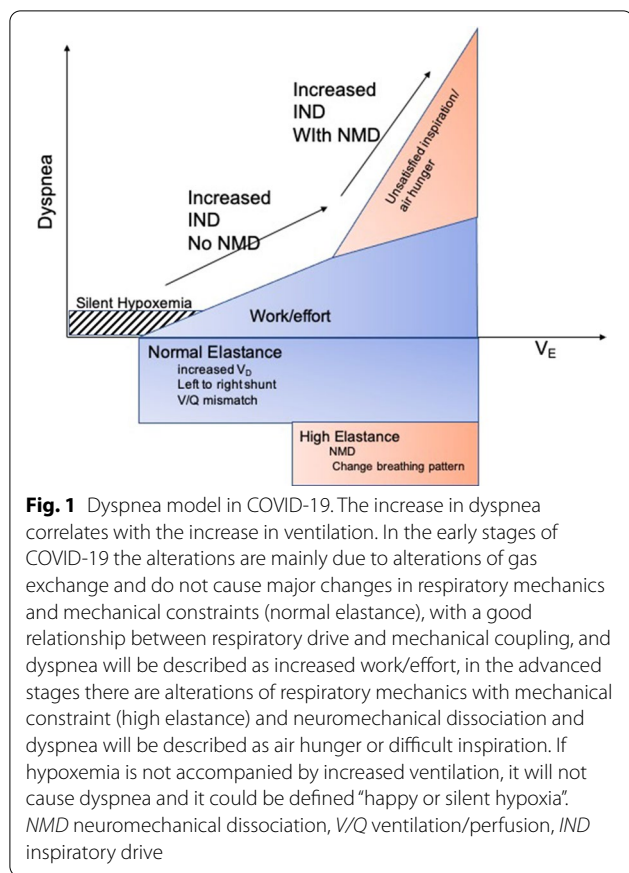 Dyspnea
Increased
IND
WIth NMD
Unsatisfied inspiration/
air hunger
Increased
IND
No NMD
Silent Hypoxemia
Work/effort
VE
Normal Elastance
increased VD
Left to right shunt
V/Q mismatch
High Elastance
NMD
Change breathing pattern
Fig. 1 Dyspnea model in COVID-19. The increase in dyspnea
correlates with the increase in ventilation. In the early stages of
COVID-19 the alterations are mainly due to alterations of gas
exchange and do not cause major changes in respiratory mechanics
and mechanical constraints (normal elastance), with a good
relationship between respiratory drive and mechanical coupling, and
dyspnea will be described as increased work/effort, in the advanced
stages there are alterations of respiratory mechanics with mechanical
constraint (high elastance) and neuromechanical dissociation and
dyspnea will be described as air hunger or difficult inspiration. If
hypoxemia is not accompanied by increased ventilation, it will not
cause dyspnea and it could be defined “happy or silent hypoxia”.
NMD neuromechanical dissociation, V/Q ventilation/perfusion, IND
inspiratory drive